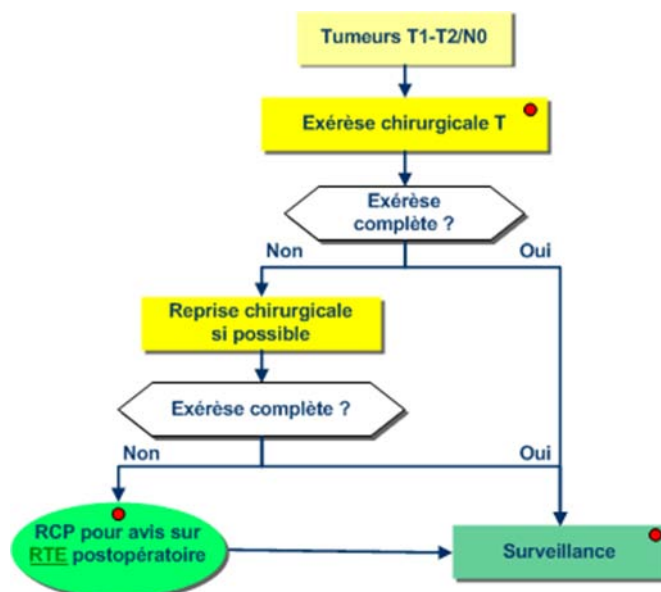 Tumeurs T1-T2/N0
Exérèse chirurgicale T
Exérèse
complète ?
Non
Oui
Reprise chirurgicale
si possible
Exérèse complète ?
Non
Oui
RCP pour avis sur
RTE postopératoire
Surveillance